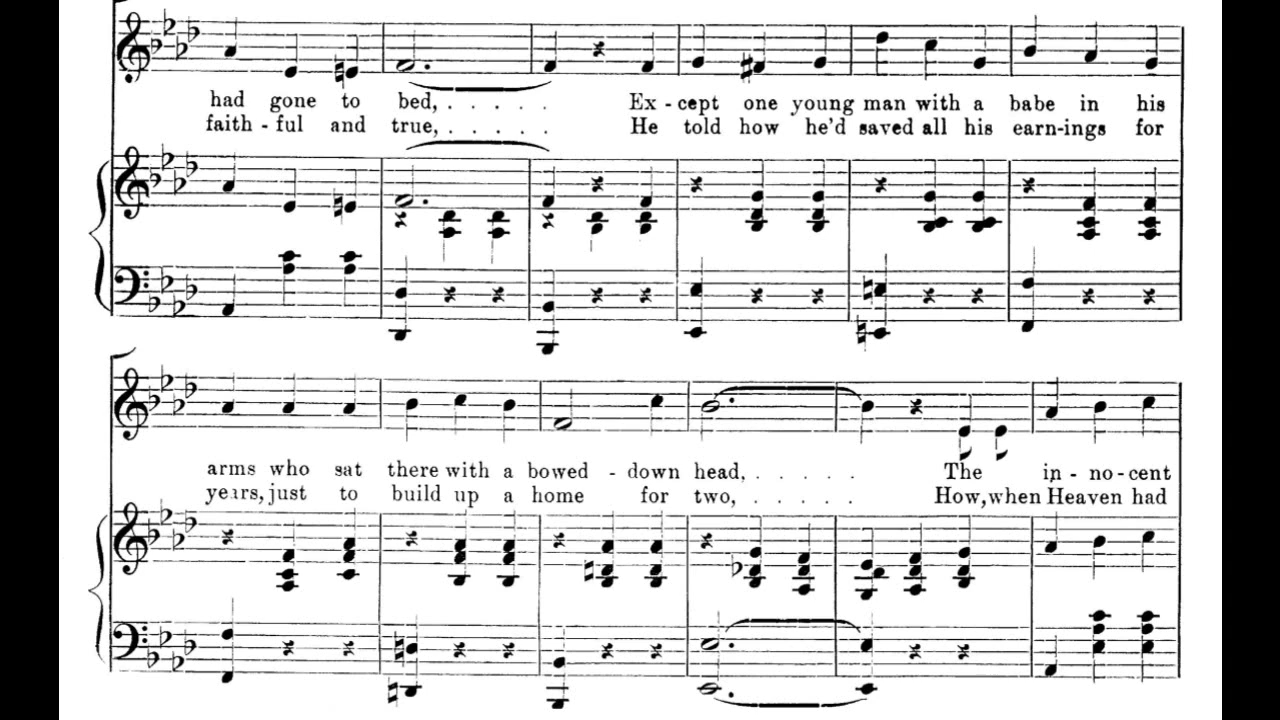 had gone to bed, . . . . . Ex - cept one young man with a babe in his
faith - ful and true, . . . . . He told how he'd saved all his earn-ings for
arms who sat there with a bowed - down head, . . . . . The in - no - cent
years, just to build up a home for two, . . . . . How, when Heaven had